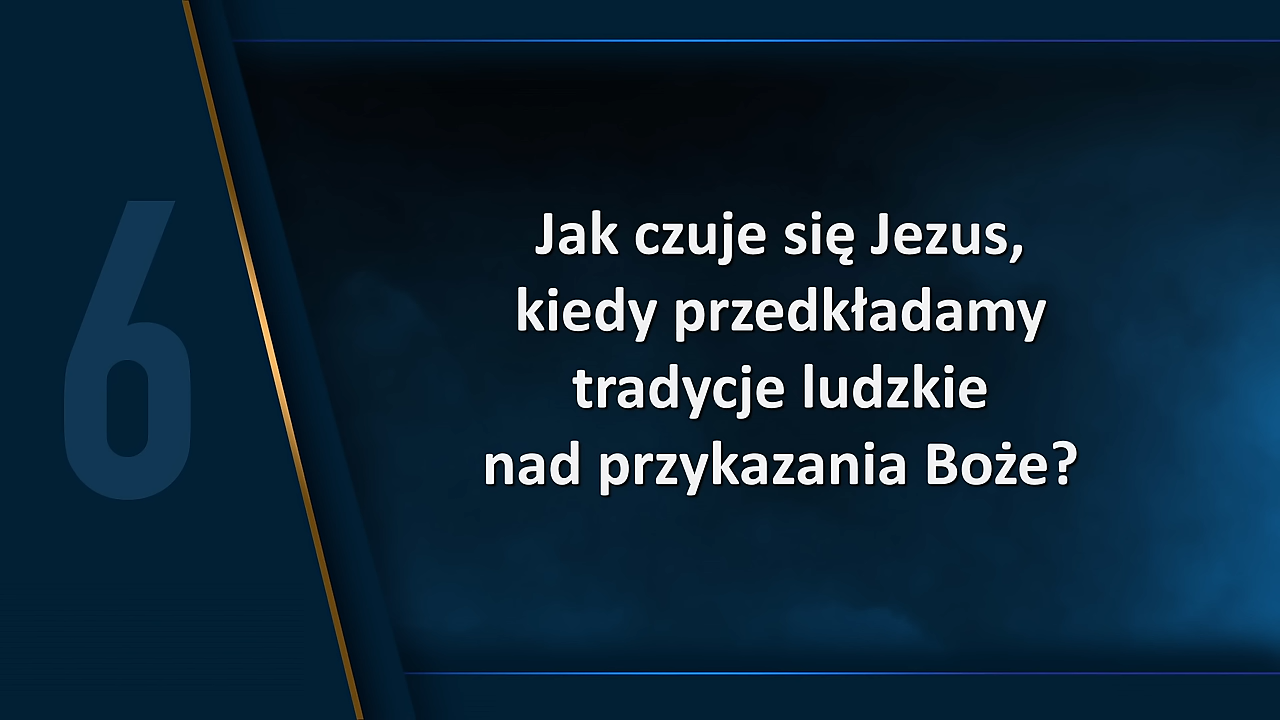 6
Jak czuje się Jezus,
kiedy przedkładamy
tradycje ludzkie
nad przykazania Boże?